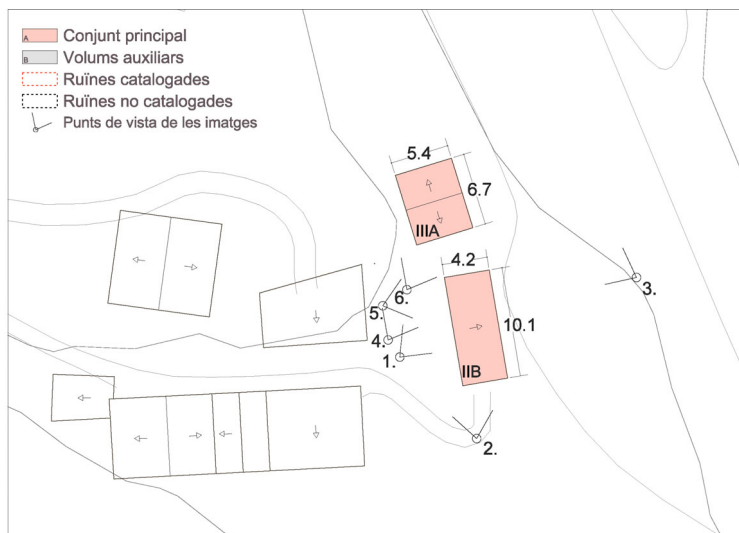 A Conjunt principal
B Volums auxiliars
Ruïnes catalogades
Ruïnes no catalogades
Punts de vista de les imatges
5.4
6.7
IIIA
4.2
3.
6.
5.
10.1
4.
1.
IIB
2.